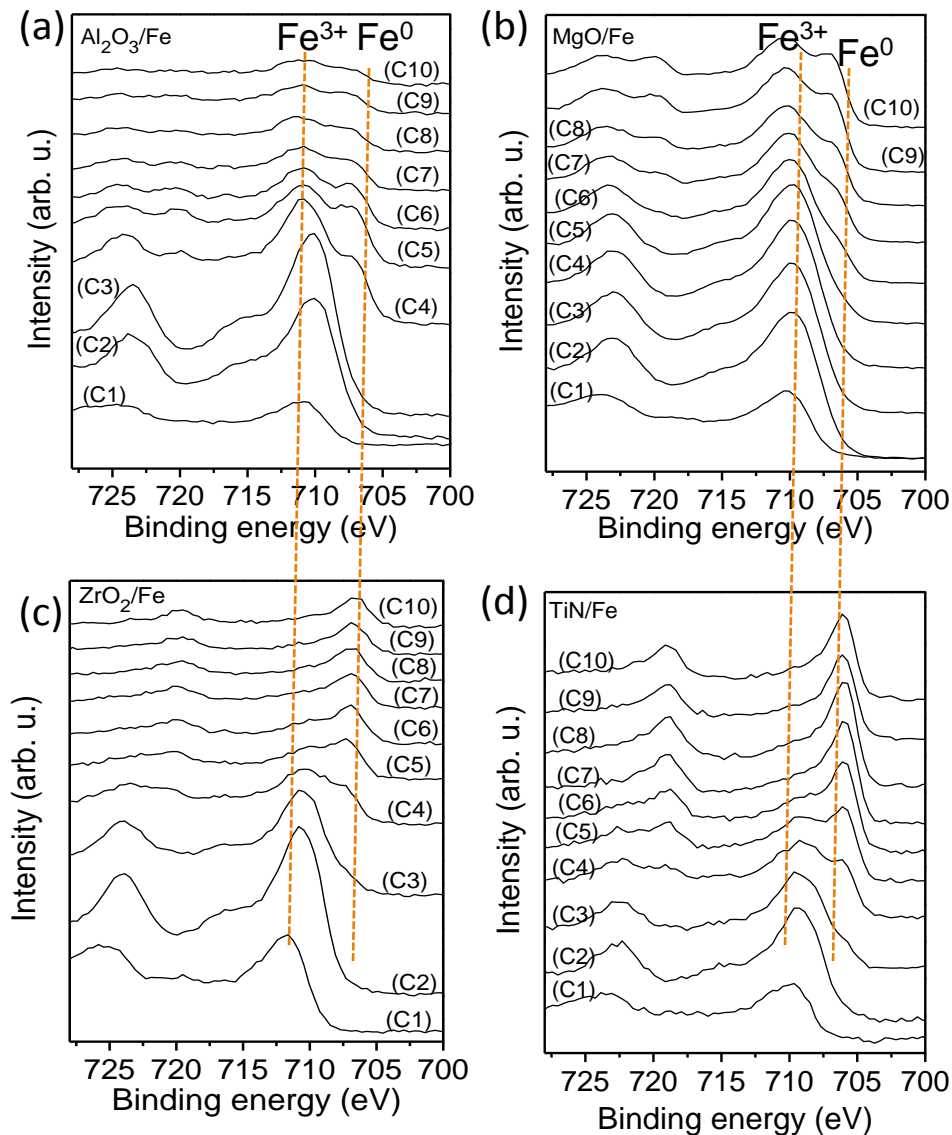 (a)
Al2O3/Fe
Fe3+ Fe0
(C10)
(C9)
(C8)
(C7)
(C6)
(C5)
(C4)
(C3)
(C2)
(C1)
Intensity (arb. u.)
725 720 715 710 705 700
Binding energy (eV)
(b)
MgO/Fe
Fe3+
Fe0
(C10)
(C9)
(C8)
(C7)
(C6)
(C5)
(C4)
(C3)
(C2)
(C1)
Intensity (arb. u.)
725 720 715 710 705 700
Binding energy (eV)
(c)
ZrO2/Fe
(C10)
(C9)
(C8)
(C7)
(C6)
(C5)
(C4)
(C3)
(C2)
(C1)
Intensity (arb. u.)
725 720 715 710 705 700
Binding energy (eV)
(d)
TiN/Fe
(C10)
(C9)
(C8)
(C7)
(C6)
(C5)
(C4)
(C3)
(C2)
(C1)
Intensity (arb. u.)
725 720 715 710 705 700
Binding energy (eV)